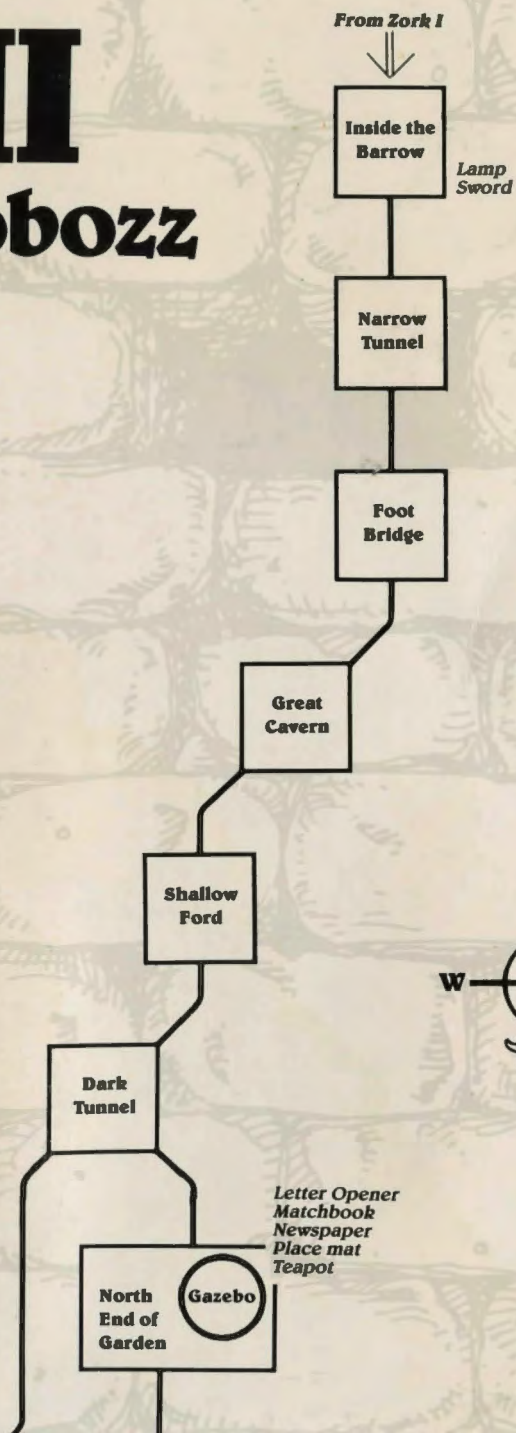 II
obozz
From Zork I
Inside the
Barrow
Lamp
Sword
Narrow
Tunnel
Foot
Bridge
Great
Cavern
Shallow
Ford
W
Dark
Tunnel
Letter Opener
Matchbook
Newspaper
Place mat
Teapot
North
End of
Garden
Gazebo